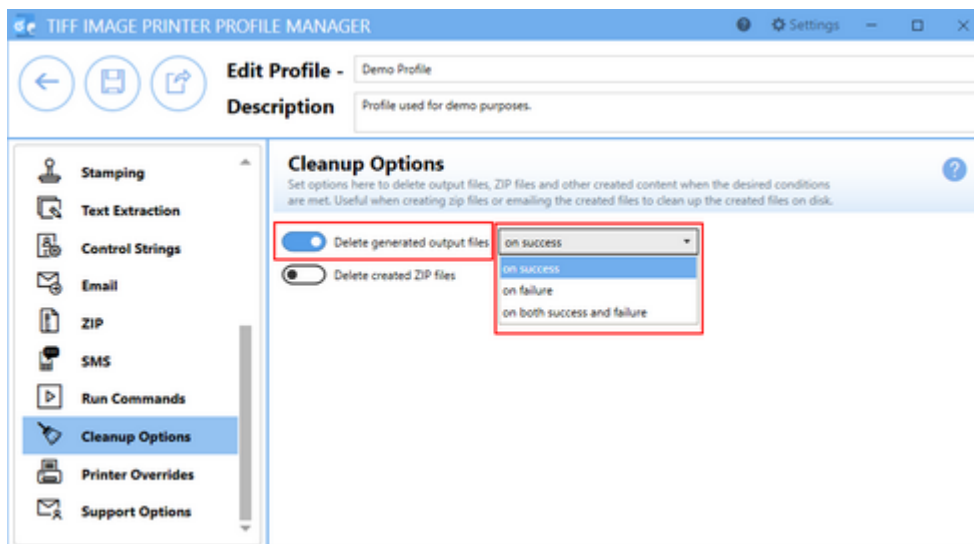 TIFF IMAGE PRINTER PROFILE MANAGER
Settings
Edit Profile - Demo Profile
Description Profile used for demo purposes.
Stamping
Text Extraction
Control Strings
Email
ZIP
SMS
Run Commands
Cleanup Options
Printer Overrides
Support Options
Cleanup Options
Set options here to delete output files, ZIP files and other created content when the desired conditions
are met. Useful when creating zip files or emailing the created files to clean up the created files on disk.
Delete generated output files on success
Delete created ZIP files
on success
on failure
on both success and failure